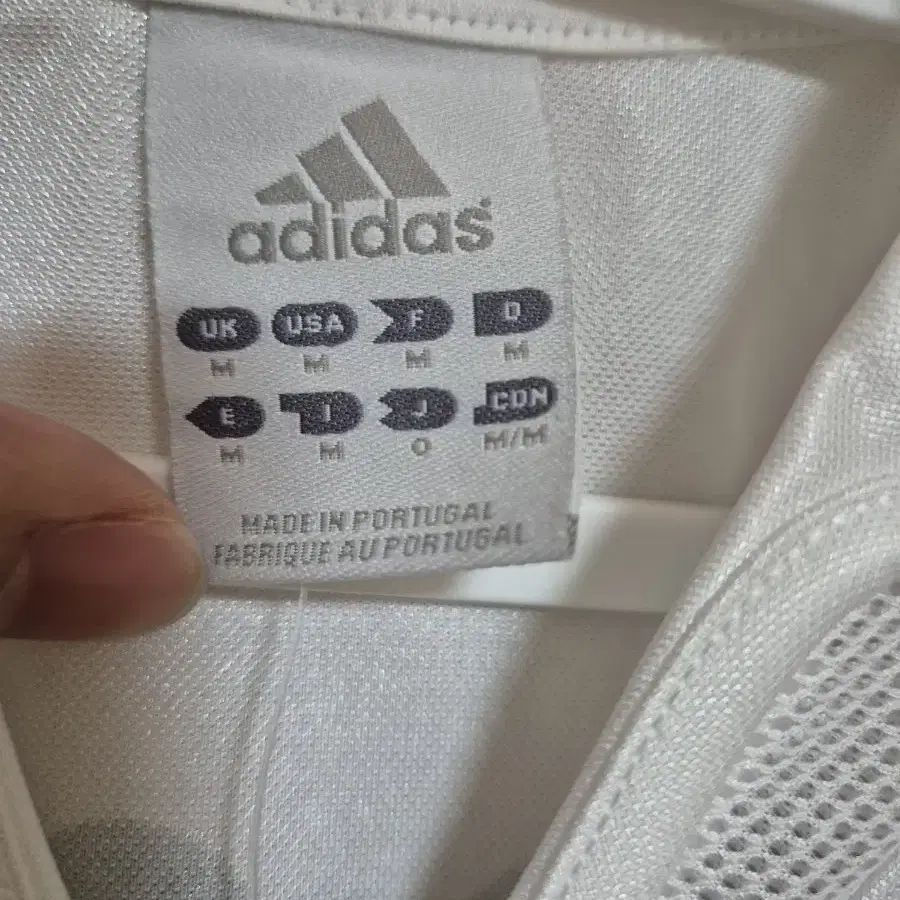 adidas
UK USA F D
M M M M
E I J CDN
M M O M/M
MADE IN PORTUGAL
FABRIQUE AU PORTUGAL